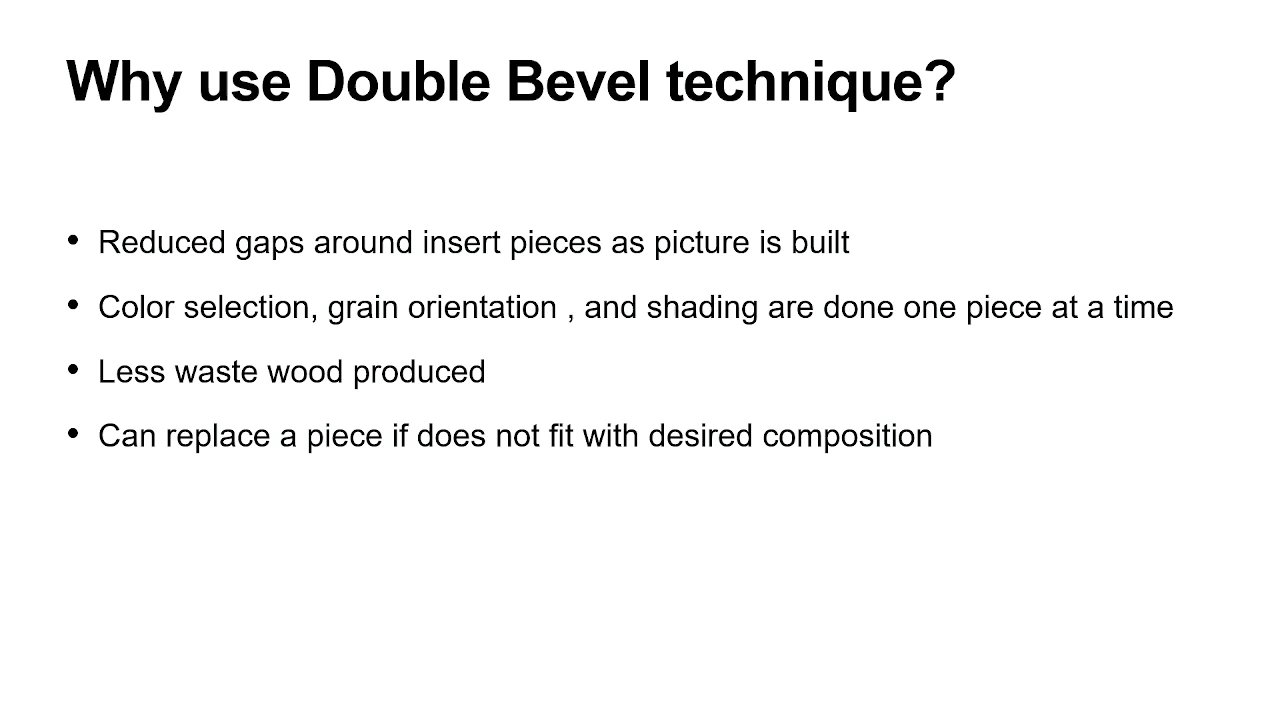 Why use Double Bevel technique?
• Reduced gaps around insert pieces as picture is built
• Color selection, grain orientation , and shading are done one piece at a time
• Less waste wood produced
• Can replace a piece if does not fit with desired composition